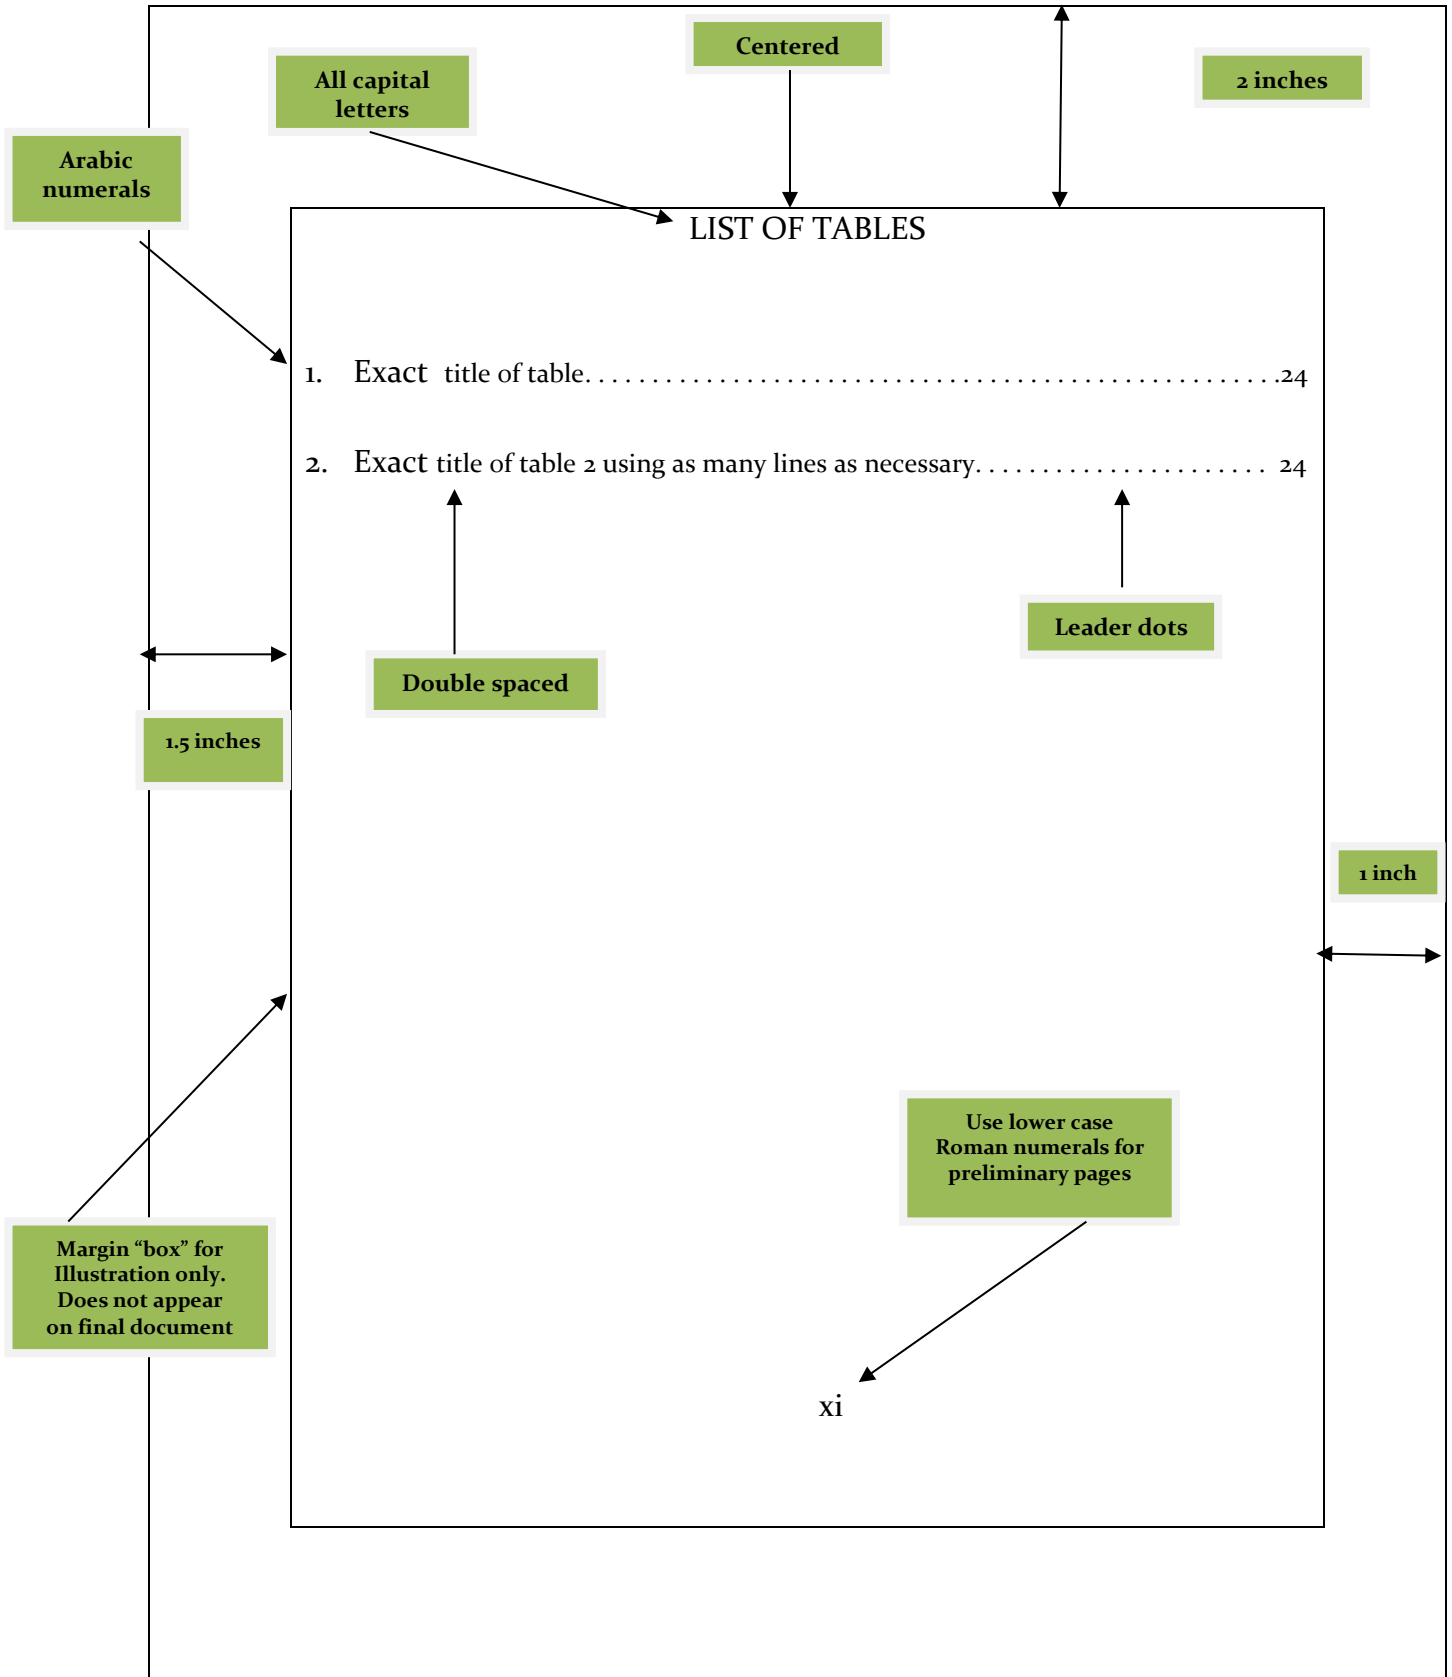 Centered
All capital
letters
2 inches
Arabic
numerals
LIST OF TABLES
1. Exact title of table. . . . . . . . . . . . . . . . . . . . . . . . . . . . . . . . . . . . . . . . . . . . . . . . . . . .24
2. Exact title of table 2 using as many lines as necessary. . . . . . . . . . . . . . . . . . . . . . 24
Leader dots
Double spaced
1.5 inches
1 inch
Use lower case
Roman numerals for
preliminary pages
Margin “box” for
Illustration only.
Does not appear
on final document
xi